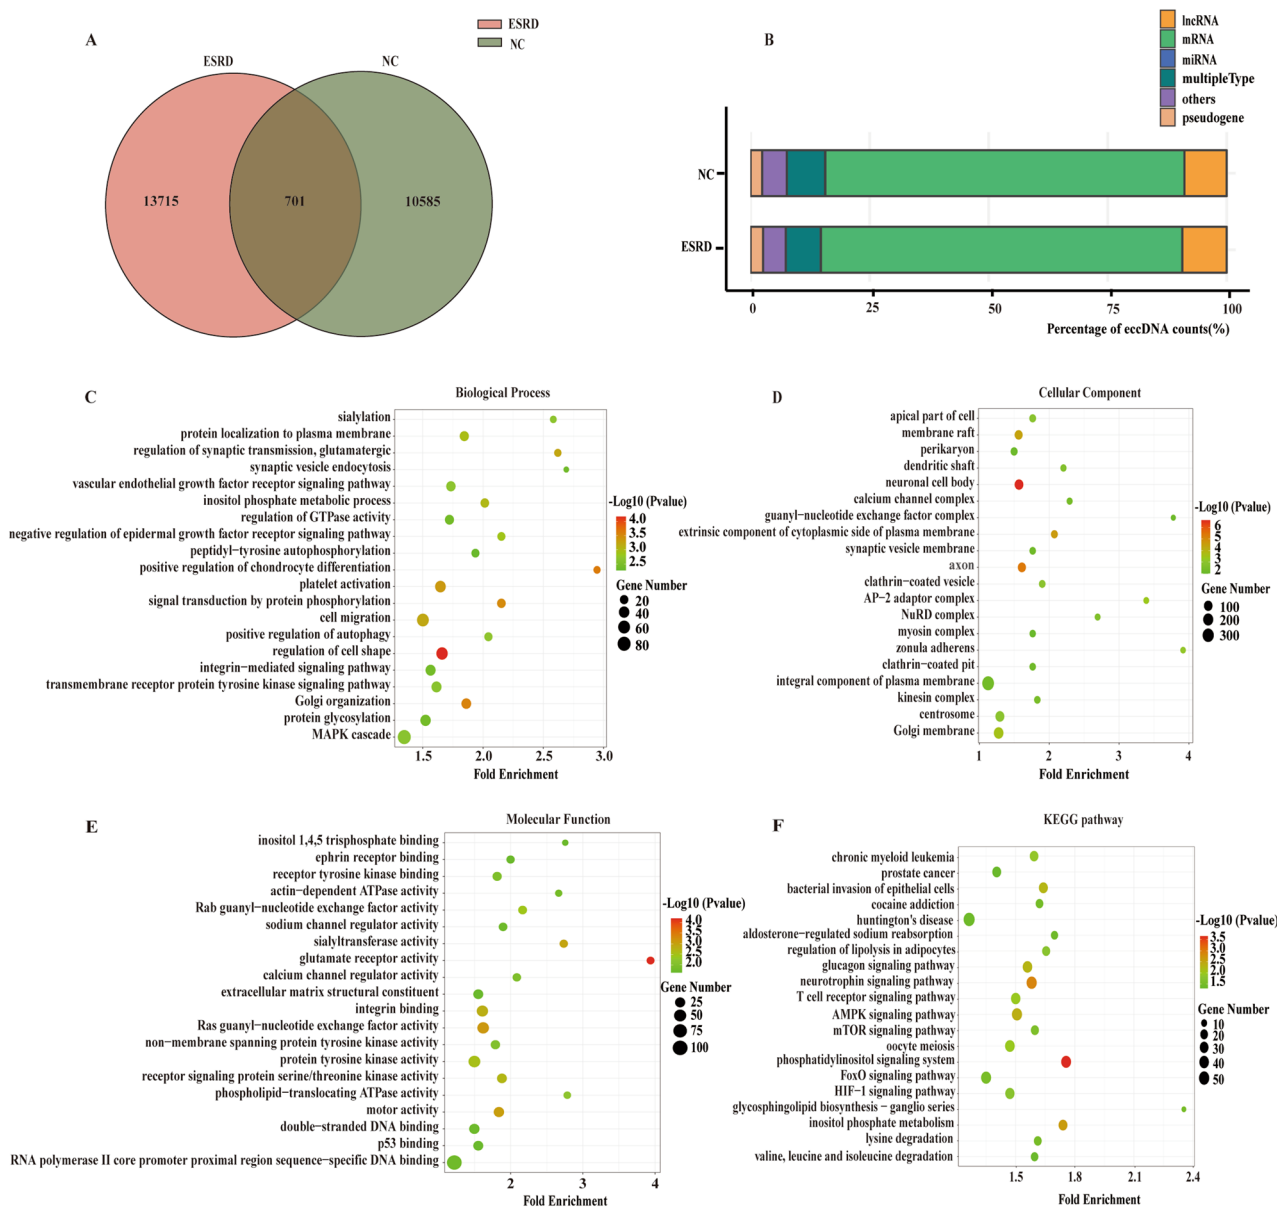 A
ESRD
NC
ESRD
NC
13715
701
10585
B
lncRNA
mRNA
miRNA
multipleType
others
pseudogene
NC
ESRD
0
25
50
75
100
Percentage of eccDNA counts(%)
C
Biological Process
sialylation
protein localization to plasma membrane
regulation of synaptic transmission, glutamatergic
synaptic vesicle endocytosis
vascular endothelial growth factor receptor signaling pathway
inositol phosphate metabolic process
regulation of GTPase activity
negative regulation of epidermal growth factor receptor signaling pathway
peptidyl−tyrosine autophosphorylation
positive regulation of chondrocyte differentiation
platelet activation
signal transduction by protein phosphorylation
cell migration
positive regulation of autophagy
regulation of cell shape
integrin−mediated signaling pathway
transmembrane receptor protein tyrosine kinase signaling pathway
Golgi organization
protein glycosylation
MAPK cascade
1.5
2.0
2.5
3.0
Fold Enrichment
-Log10 (Pvalue)
4.0
3.5
3.0
2.5
Gene Number
20
40
60
80
D
Cellular Component
apical part of cell
membrane raft
perikaryon
dendritic shaft
neuronal cell body
calcium channel complex
guanyl−nucleotide exchange factor complex
extrinsic component of cytoplasmic side of plasma membrane
synaptic vesicle membrane
axon
clathrin−coated vesicle
AP−2 adaptor complex
NuRD complex
myosin complex
zonula adherens
clathrin−coated pit
integral component of plasma membrane
kinesin complex
centrosome
Golgi membrane
1
2
3
4
Fold Enrichment
-Log10 (Pvalue)
6
5
4
3
2
Gene Number
100
200
300
E
Molecular Function
inositol 1,4,5 trisphosphate binding
ephrin receptor binding
receptor tyrosine kinase binding
actin−dependent ATPase activity
Rab guanyl−nucleotide exchange factor activity
sodium channel regulator activity
sialyltransferase activity
glutamate receptor activity
calcium channel regulator activity
extracellular matrix structural constituent
integrin binding
Ras guanyl−nucleotide exchange factor activity
non−membrane spanning protein tyrosine kinase activity
protein tyrosine kinase activity
receptor signaling protein serine/threonine kinase activity
phospholipid−translocating ATPase activity
motor activity
double−stranded DNA binding
p53 binding
RNA polymerase II core promoter proximal region sequence−specific DNA binding
2
3
4
Fold Enrichment
-Log10 (Pvalue)
4.0
3.5
3.0
2.5
2.0
Gene Number
25
50
75
100
F
KEGG pathway
chronic myeloid leukemia
prostate cancer
bacterial invasion of epithelial cells
cocaine addiction
huntington's disease
aldosterone−regulated sodium reabsorption
regulation of lipolysis in adipocytes
glucagon signaling pathway
neurotrophin signaling pathway
T cell receptor signaling pathway
AMPK signaling pathway
mTOR signaling pathway
oocyte meiosis
phosphatidylinositol signaling system
FoxO signaling pathway
HIF−1 signaling pathway
glycosphingolipid biosynthesis − ganglio series
inositol phosphate metabolism
lysine degradation
valine, leucine and isoleucine degradation
1.5
1.8
2.1
2.4
Fold Enrichment
-Log10 (Pvalue)
3.5
3.0
2.5
2.0
1.5
Gene Number
10
20
30
40
50